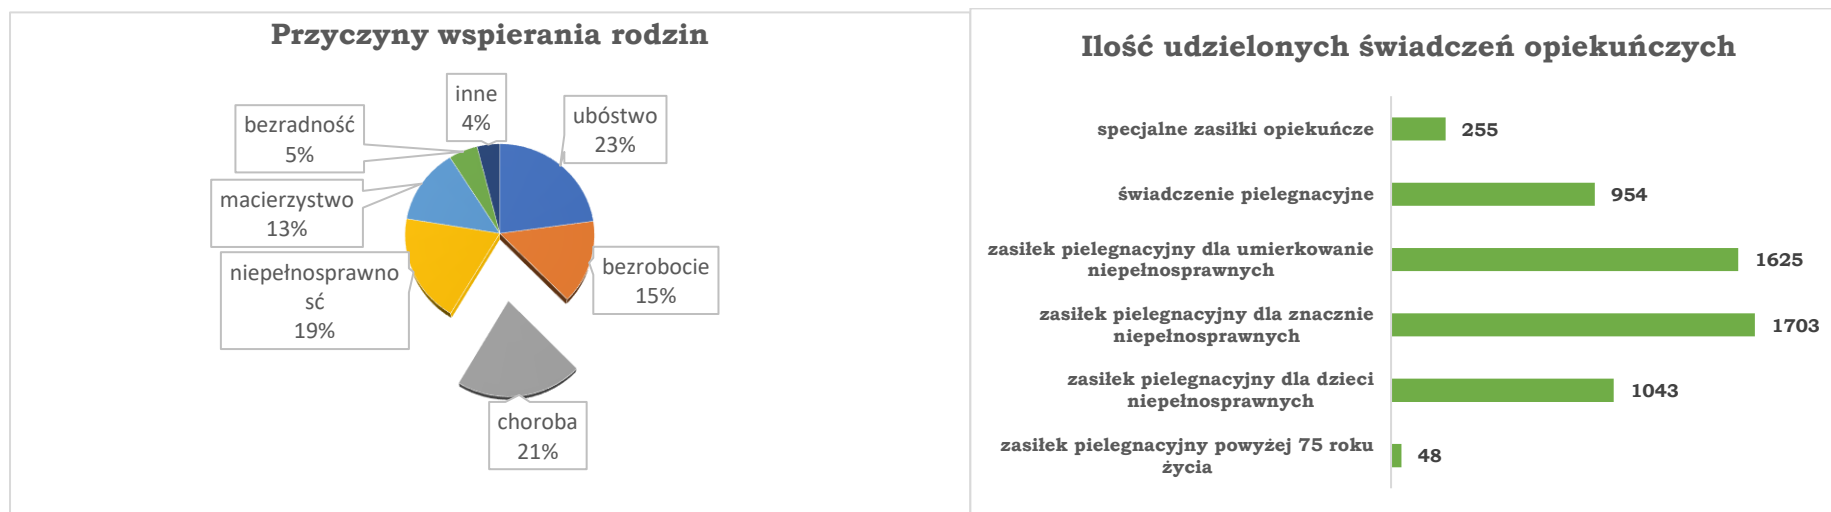 Przyczyny wspierania rodzin
inne
4%
ubóstwo
23%
bezradność
5%
macierzystwo
13%
niepełnosprawno
sć
19%
bezrobocie
15%
choroba
21%
Ilość udzielonych świadczeń opiekuńczych
specjalne zasiłki opiekuńcze
255
świadczenie pielegnacyjne
954
zasiłek pielegnacyjny dla umierkowanie
niepełnosprawnych
1625
zasiłek pielegnacyjny dla znacznie
niepełnosprawnych
1703
zasiłek pielegnacyjny dla dzieci
niepełnosprawnych
1043
zasiłek pielegnacyjny powyżej 75 roku
życia
48